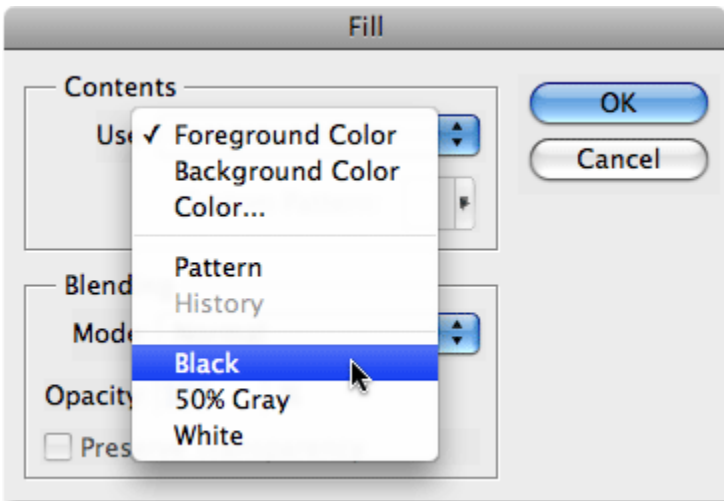 Fill
Contents
OK
Use
✓ Foreground Color
Cancel
Background Color
Color...
Pattern
Blend
History
Mode
Black
Opacity
50% Gray
White
Pres